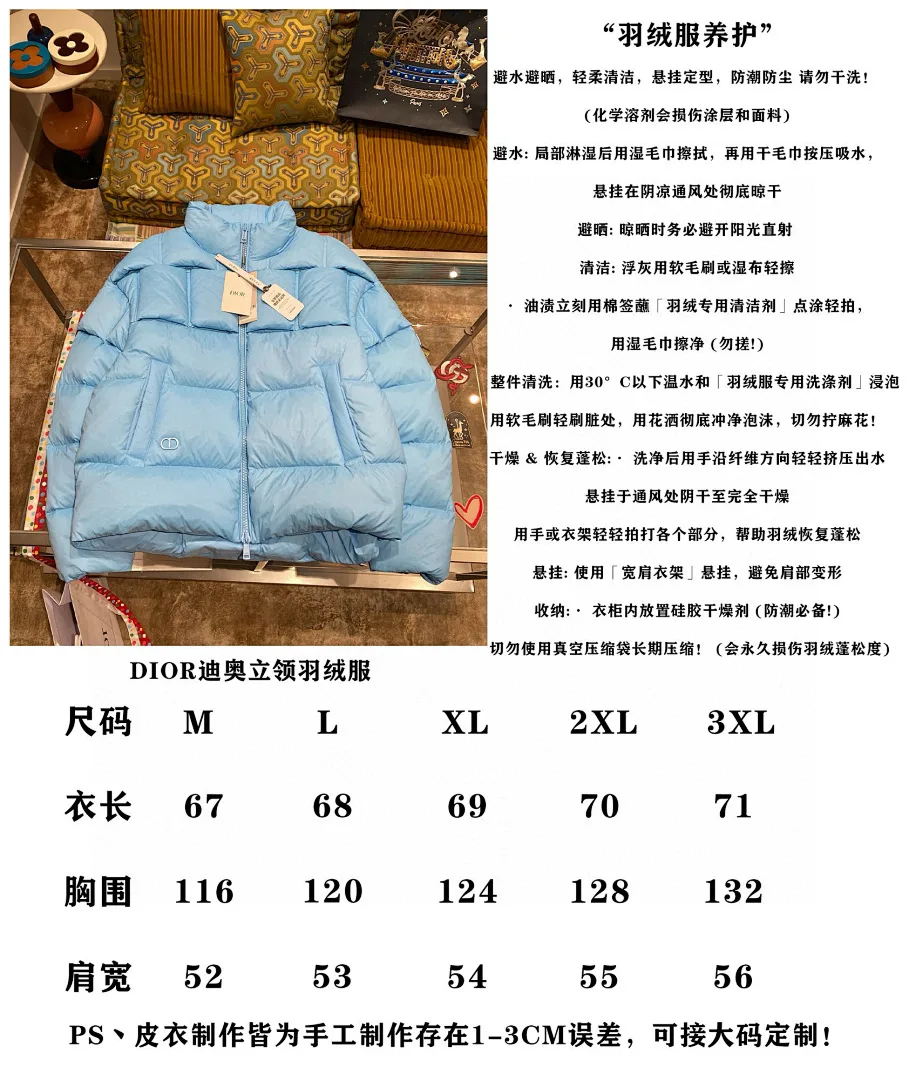 “羽绒服养护”
避水避晒，轻柔清洁，悬挂定型，防潮防尘 请勿干洗!
(化学溶剂会损伤涂层和面料)
避水: 局部淋湿后用湿毛巾擦拭，再用干毛巾按压吸水，
悬挂在阴凉通风处彻底晾干
避晒: 晾晒时务必避开阳光直射
清洁: 浮灰用软毛刷或湿布轻擦
· 油渍立刻用棉签蘸「羽绒专用清洁剂」点涂轻拍，
用湿毛巾擦净 (勿搓!)
整件清洗: 用30° C以下温水和「羽绒服专用洗涤剂」浸泡
用软毛刷轻刷脏处，用花洒彻底冲净泡沫，切勿拧麻花!
干燥 & 恢复蓬松: · 洗净后用手沿纤维方向轻轻挤压出水
悬挂于通风处阴干至完全干燥
用手或衣架轻轻拍打各个部分，帮助羽绒恢复蓬松
悬挂: 使用「宽肩衣架」悬挂，避免肩部变形
收纳: · 衣柜内放置硅胶干燥剂 (防潮必备!)
切勿使用真空压缩袋长期压缩! (会永久损伤羽绒蓬松度)
DIOR
DIOR迪奥立领羽绒服
尺码 M L XL 2XL 3XL
衣长 67 68 69 70 71
胸围 116 120 124 128 132
肩宽 52 53 54 55 56
PS、皮衣制作皆为手工制作存在1-3CM误差，可接大码定制!